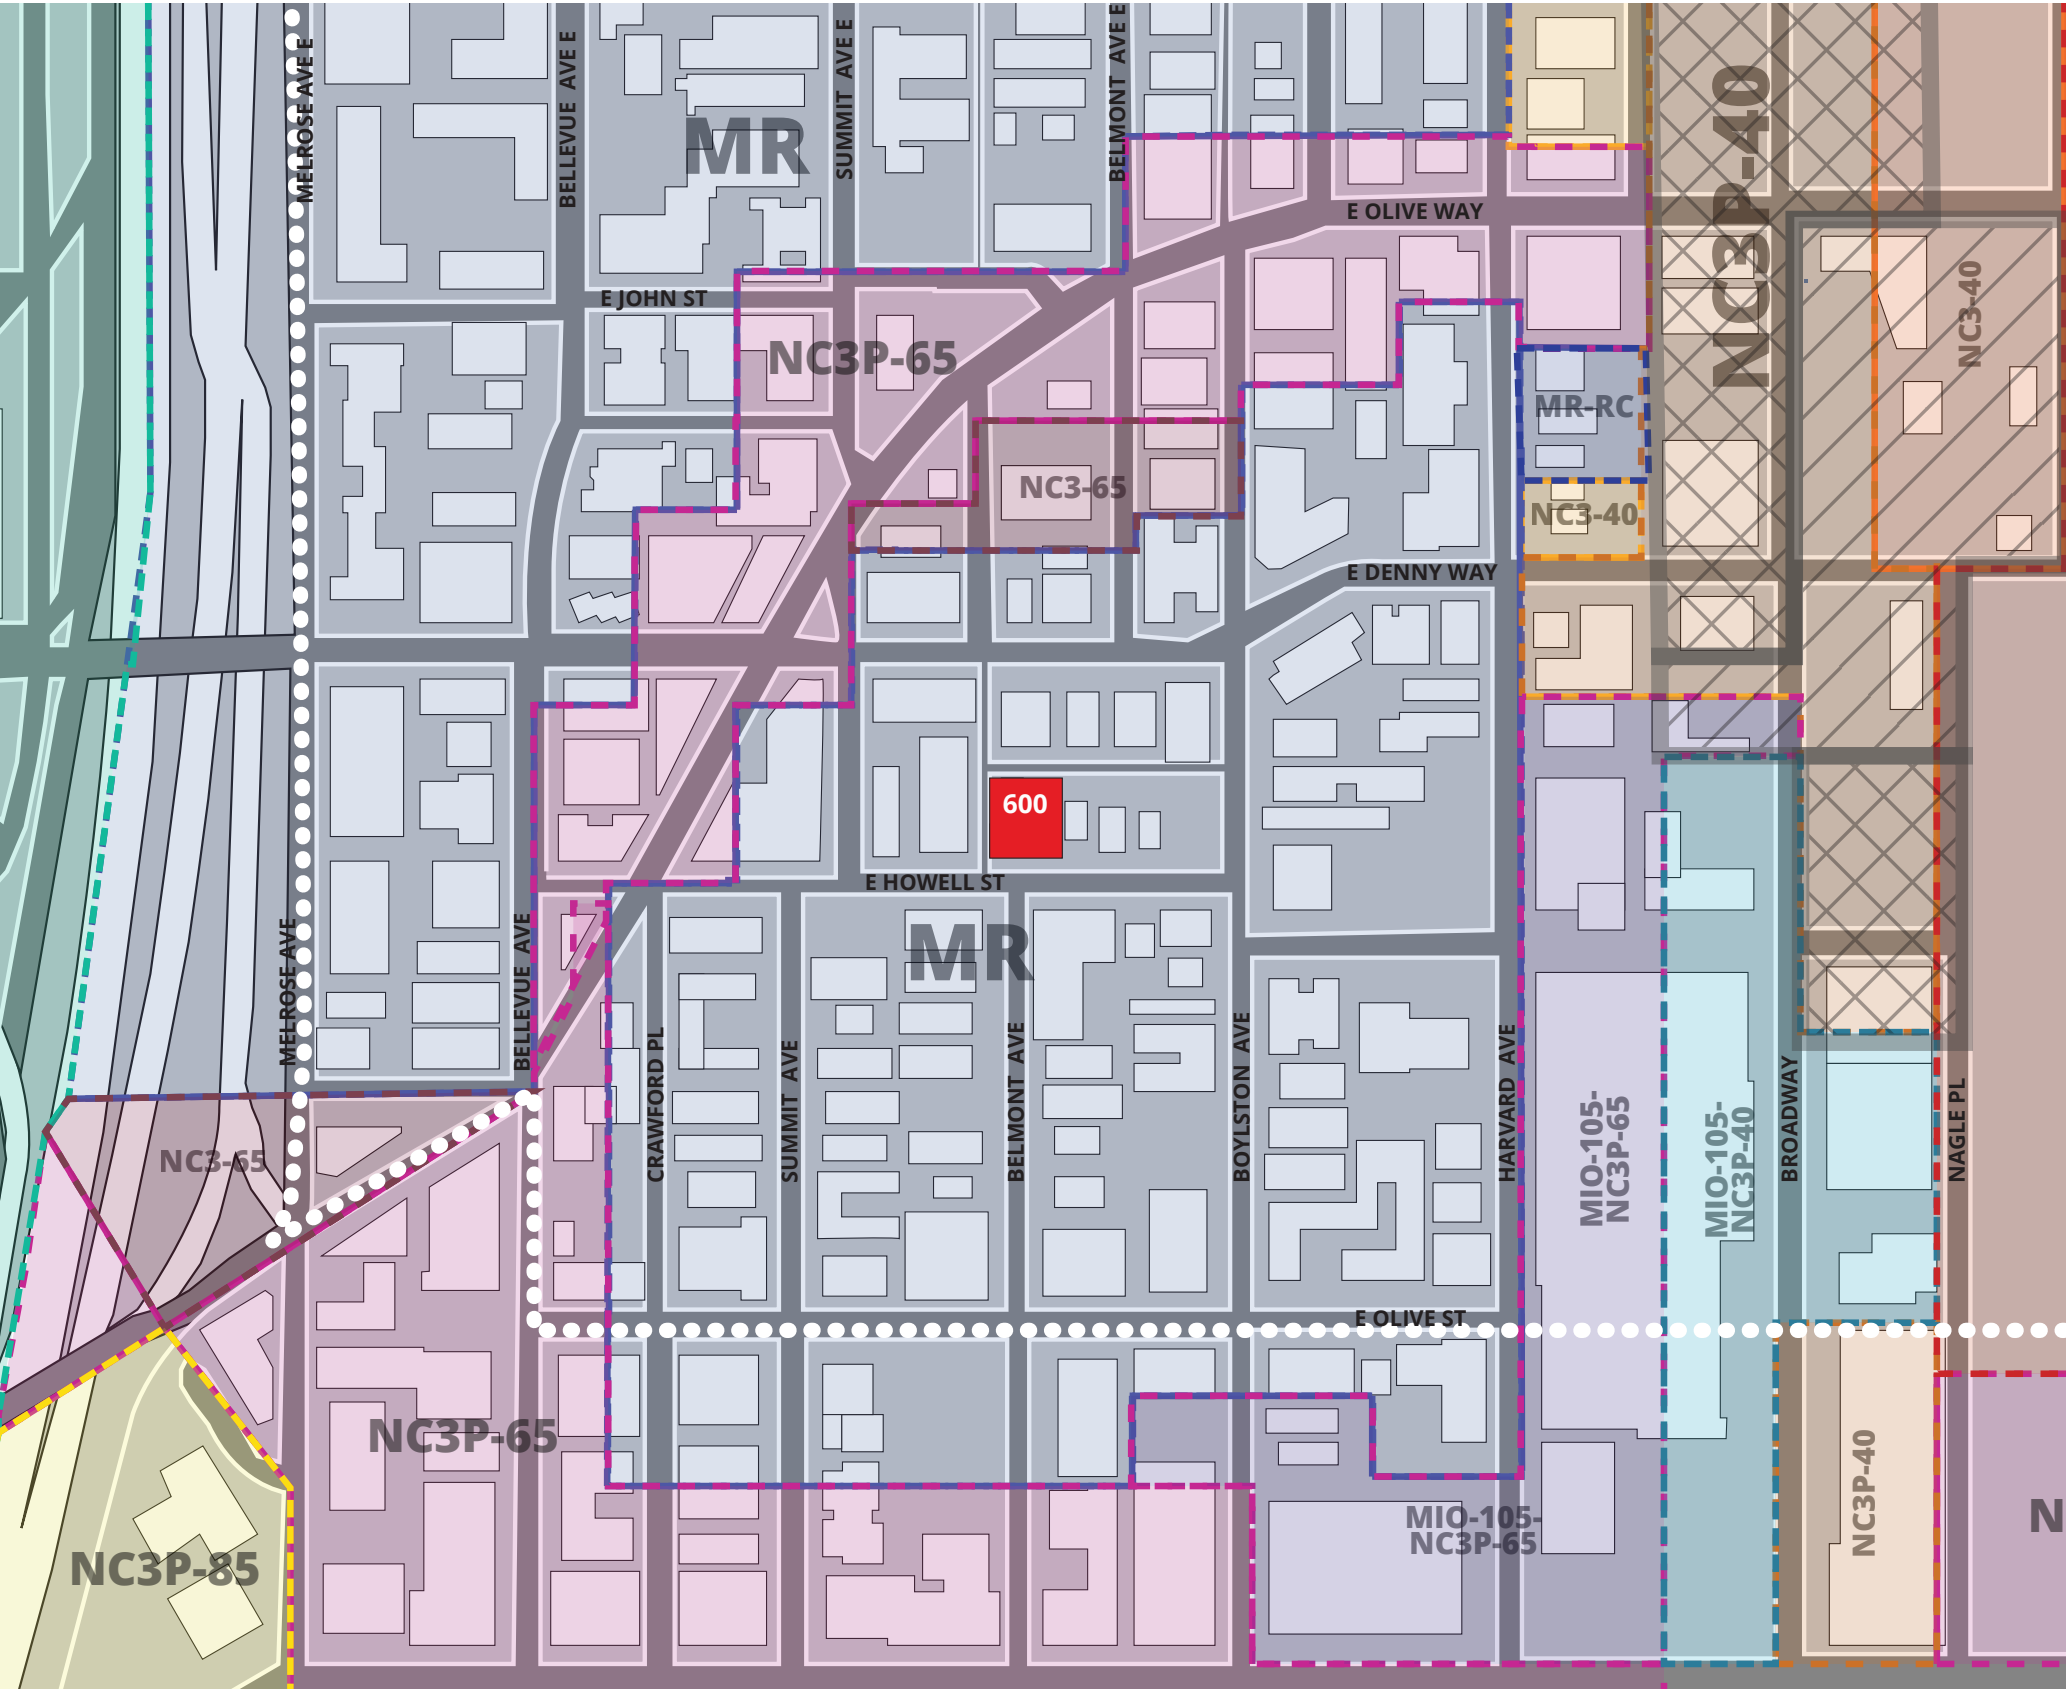 MELROSE AVE E
BELLEVUE AVE E
MR
SUMMIT AVE E
BELMONT AVE E
NC3P-40
E OLIVE WAY
E JOHN ST
NC3P-65
NC3-40
MR-RC
NC3-65
NC3-40
E DENNY WAY
600
E HOWELL ST
MR
MELROSE AVE
BELLEVUE AVE
CRAWFORD PL
SUMMIT AVE
BELMONT AVE
BOYLSTON AVE
HARVARD AVE
MIO-105-
NC3P-65
MIO-105-
NC3P-40
BROADWAY
NAGLE PL
NC3-65
E OLIVE ST
NC3P-65
NC3P-40
MIO-105-
NC3P-65
N
NC3P-85